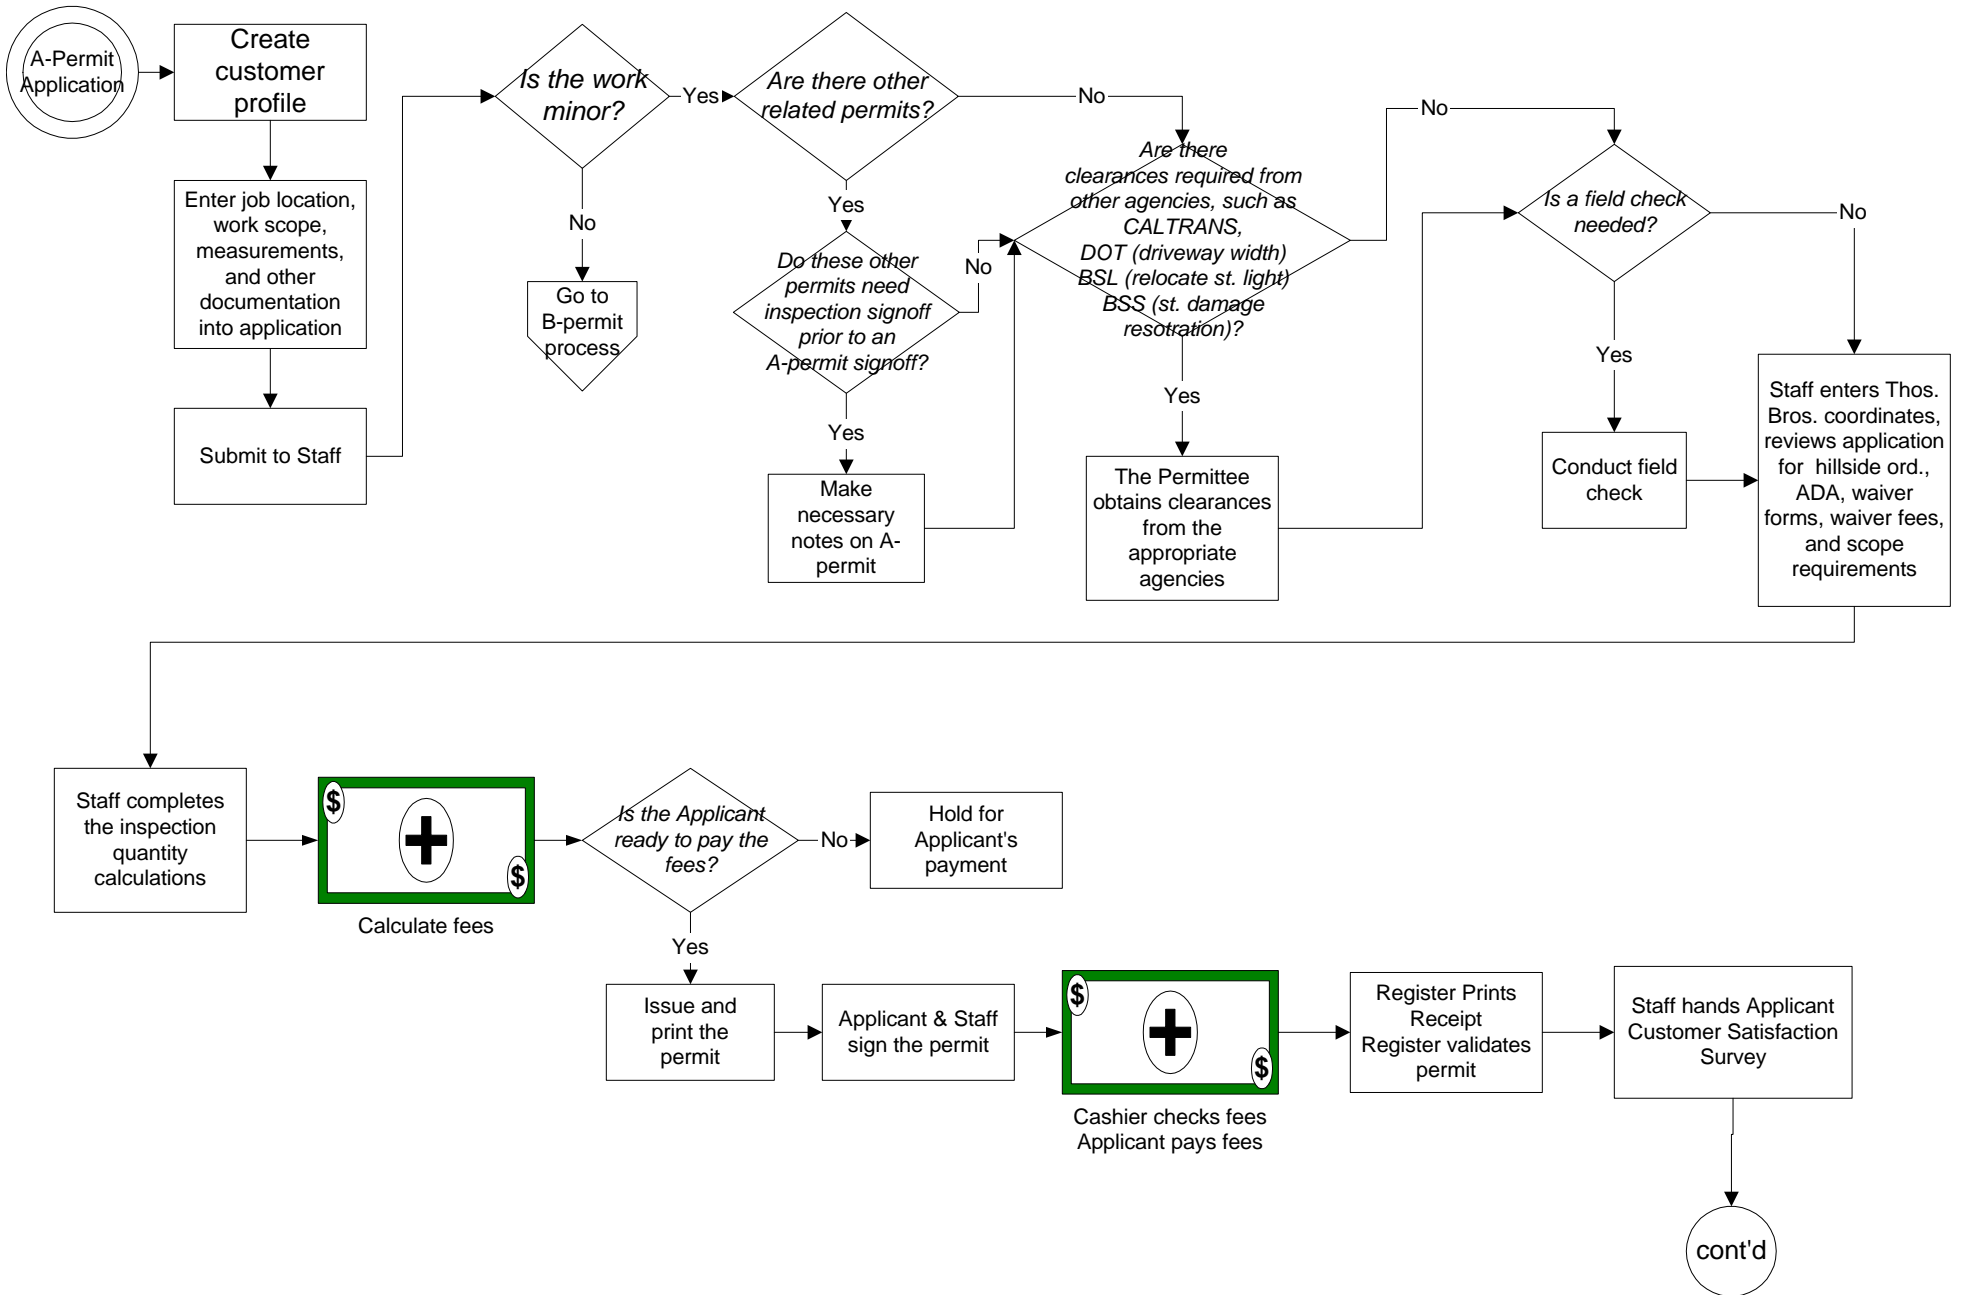 A-Permit
Application
Create
customer
profile
Enter job location,
work scope,
measurements,
and other
documentation
into application
Submit to Staff
Is the work
minor?
Yes
No
Go to
B-permit
process
Are there other
related permits?
No
Yes
Do these other
permits need
inspection signoff
prior to an
A-permit signoff?
No
Yes
Make
necessary
notes on A-
permit
Are there
clearances required from
other agencies, such as
CALTRANS,
DOT (driveway width)
BSL (relocate st. light)
BSS (st. damage
resotration)?
No
Yes
The Permittee
obtains clearances
from the
appropriate
agencies
Is a field check
needed?
No
Yes
Conduct field
check
Staff enters Thos.
Bros. coordinates,
reviews application
for hillside ord.,
ADA, waiver
forms, waiver fees,
and scope
requirements
Staff completes
the inspection
quantity
calculations
$
$
Calculate fees
Is the Applicant
ready to pay the
fees?
No
Hold for
Applicant's
payment
Yes
Issue and
print the
permit
Applicant & Staff
sign the permit
$
$
Cashier checks fees
Applicant pays fees
Register Prints
Receipt
Register validates
permit
Staff hands Applicant
Customer Satisfaction
Survey
cont'd